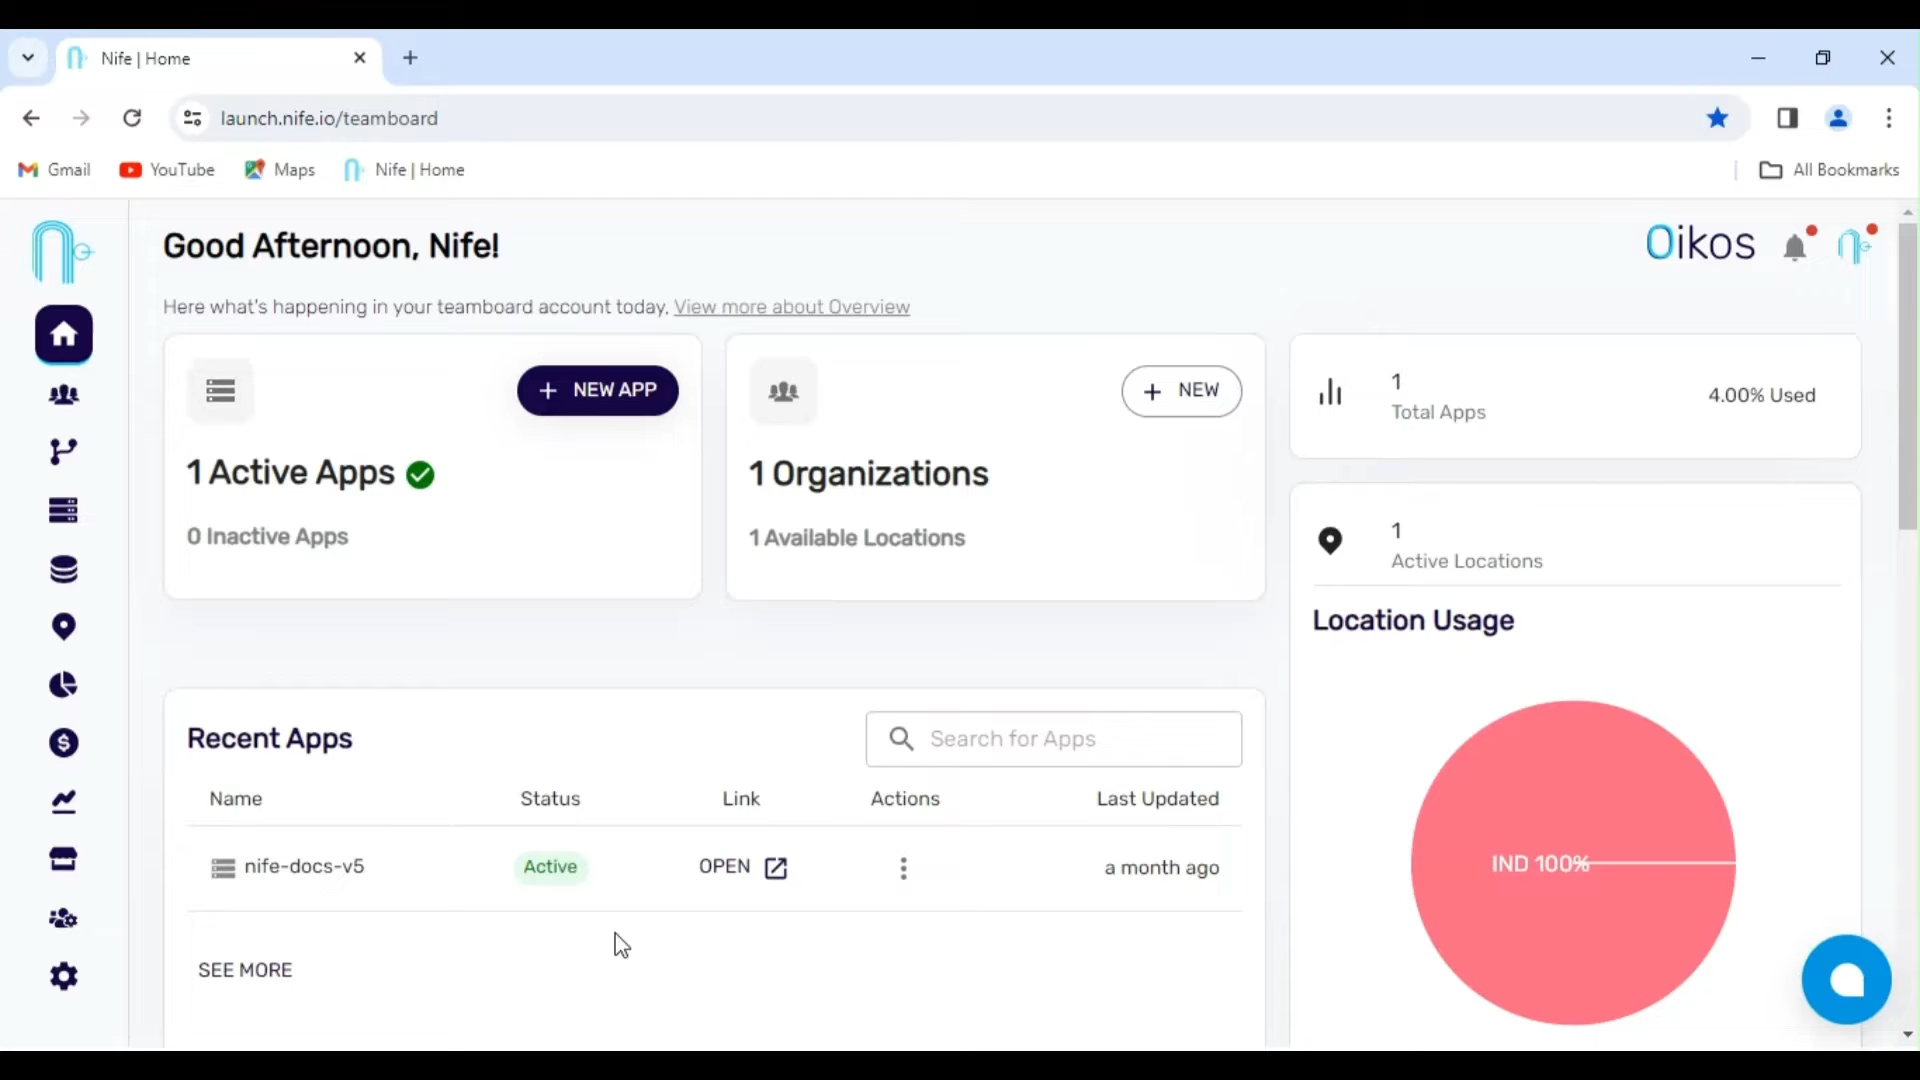 Nife | Home
launch.nife.io/teamboard
Gmail
YouTube
Maps
Nife | Home
All Bookmarks
Good Afternoon, Nife!
Oikos
Here what's happening in your teamboard account today, View more about Overview
+ NEW APP
1 Active Apps
0 Inactive Apps
+ NEW
1 Organizations
1 Available Locations
1
Total Apps
4.00% Used
1
Active Locations
Location Usage
IND 100%
Recent Apps
Search for Apps
Name Status Link Actions Last Updated
nife-docs-v5 Active OPEN a month ago
SEE MORE